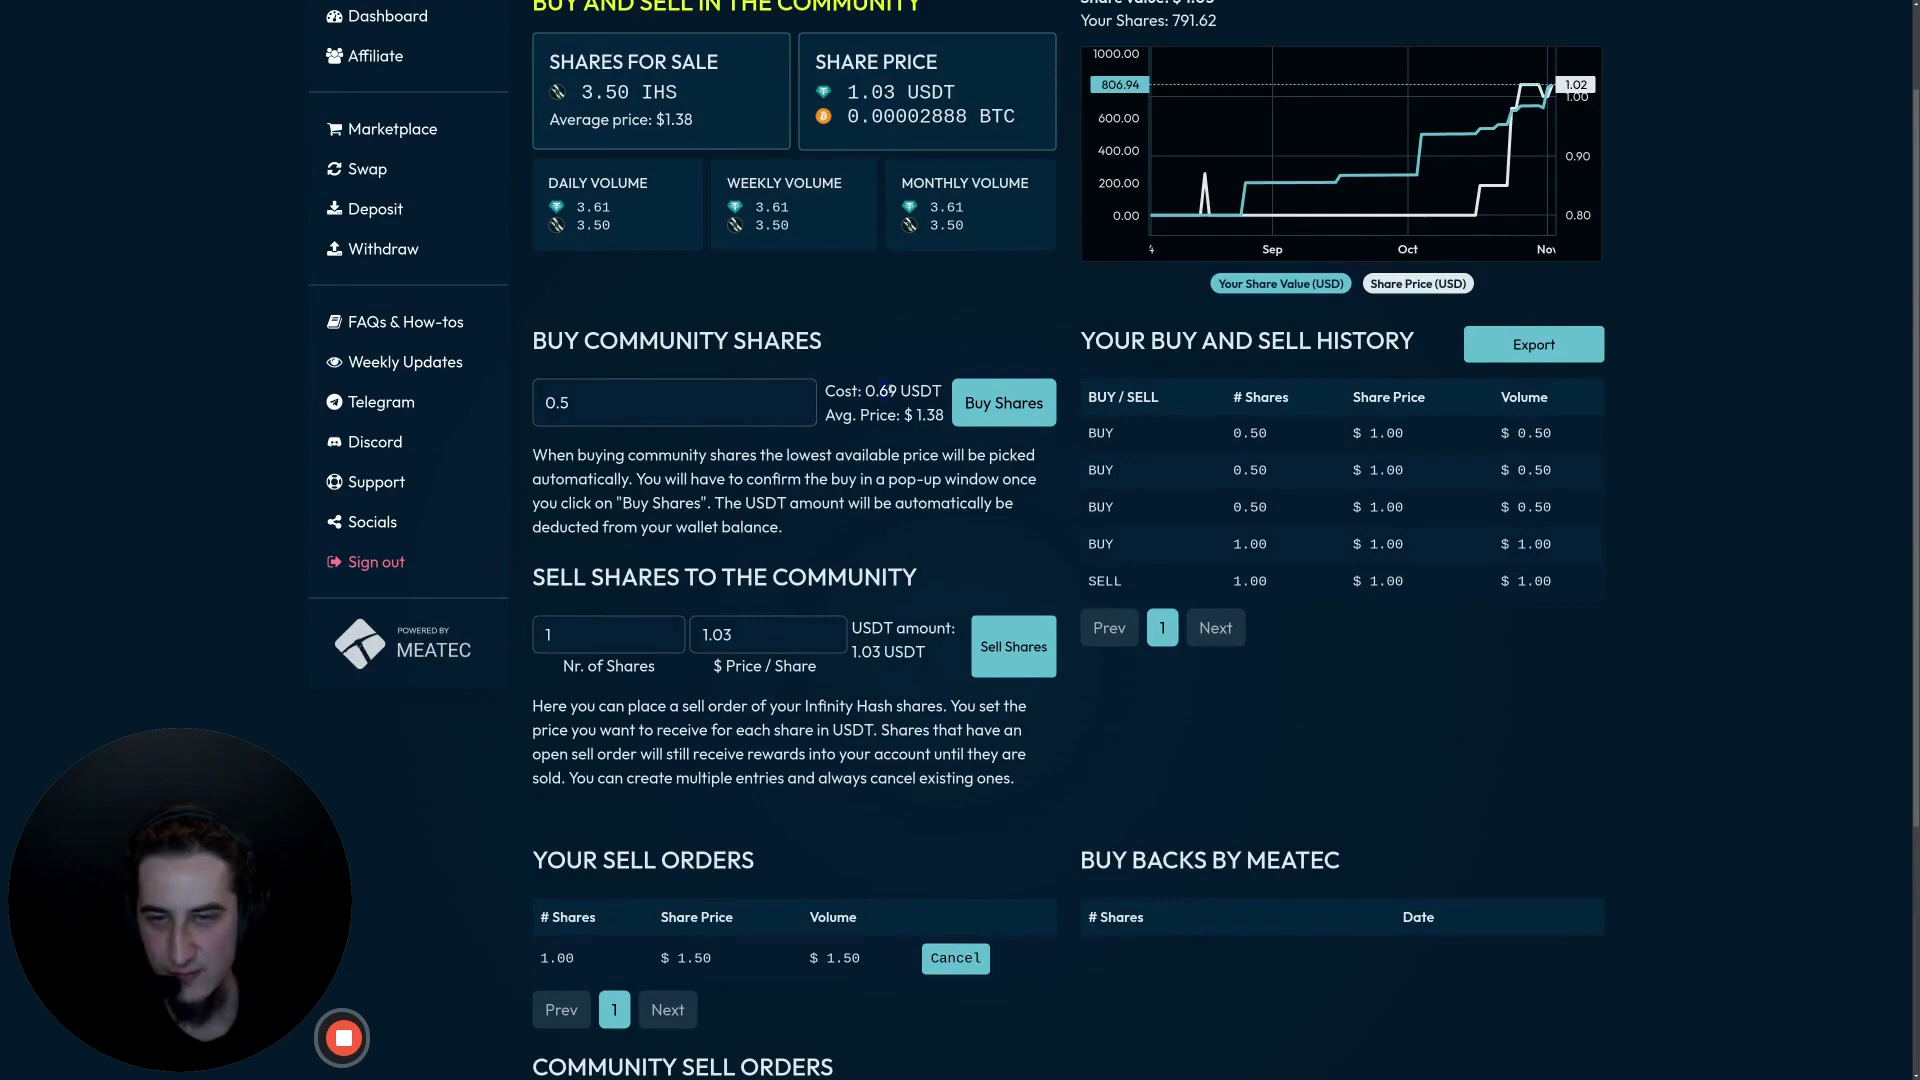 Dashboard
Affiliate
Marketplace
Swap
Deposit
Withdraw
FAQs & How-tos
Weekly Updates
Telegram
Discord
Support
Socials
Sign out
POWERED BY
MEATEC
BUY AND SELL IN THE COMMUNITY
SHARES FOR SALE
3.50 IHS
Average price: $1.38
SHARE PRICE
1.03 USDT
0.00002888 BTC
DAILY VOLUME
3.61
3.50
WEEKLY VOLUME
3.61
3.50
MONTHLY VOLUME
3.61
3.50
BUY COMMUNITY SHARES
0.5
Cost: 0.69 USDT
Avg. Price: $ 1.38
Buy Shares
When buying community shares the lowest available price will be picked
automatically. You will have to confirm the buy in a pop-up window once
you click on "Buy Shares". The USDT amount will be automatically be
deducted from your wallet balance.
SELL SHARES TO THE COMMUNITY
1
Nr. of Shares
1.03
$ Price / Share
USDT amount:
1.03 USDT
Sell Shares
Here you can place a sell order of your Infinity Hash shares. You set the
price you want to receive for each share in USDT. Shares that have an
open sell order will still receive rewards into your account until they are
sold. You can create multiple entries and always cancel existing ones.
YOUR SELL ORDERS
# Shares Share Price Volume
1.00 $ 1.50 $ 1.50 Cancel
Prev 1 Next
COMMUNITY SELL ORDERS
Your Shares: 791.62
1000.00
806.94
600.00
400.00
200.00
0.00
1.02
1.00
0.90
0.80
4 Sep Oct Nov
Your Share Value (USD) Share Price (USD)
YOUR BUY AND SELL HISTORY
Export
BUY / SELL # Shares Share Price Volume
BUY 0.50 $ 1.00 $ 0.50
BUY 0.50 $ 1.00 $ 0.50
BUY 0.50 $ 1.00 $ 0.50
BUY 1.00 $ 1.00 $ 1.00
SELL 1.00 $ 1.00 $ 1.00
Prev 1 Next
BUY BACKS BY MEATEC
# Shares Date